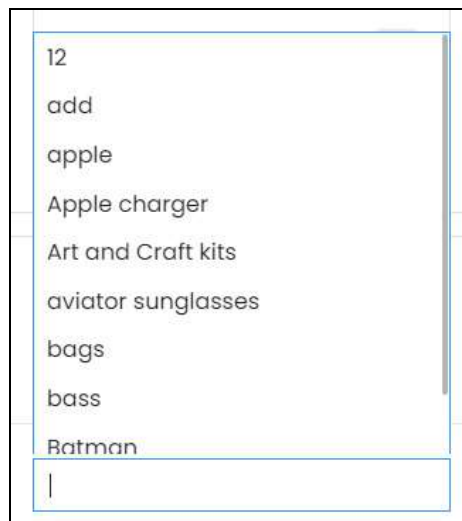 12
add
apple
Apple charger
Art and Craft kits
aviator sunglasses
bags
bass
Batman